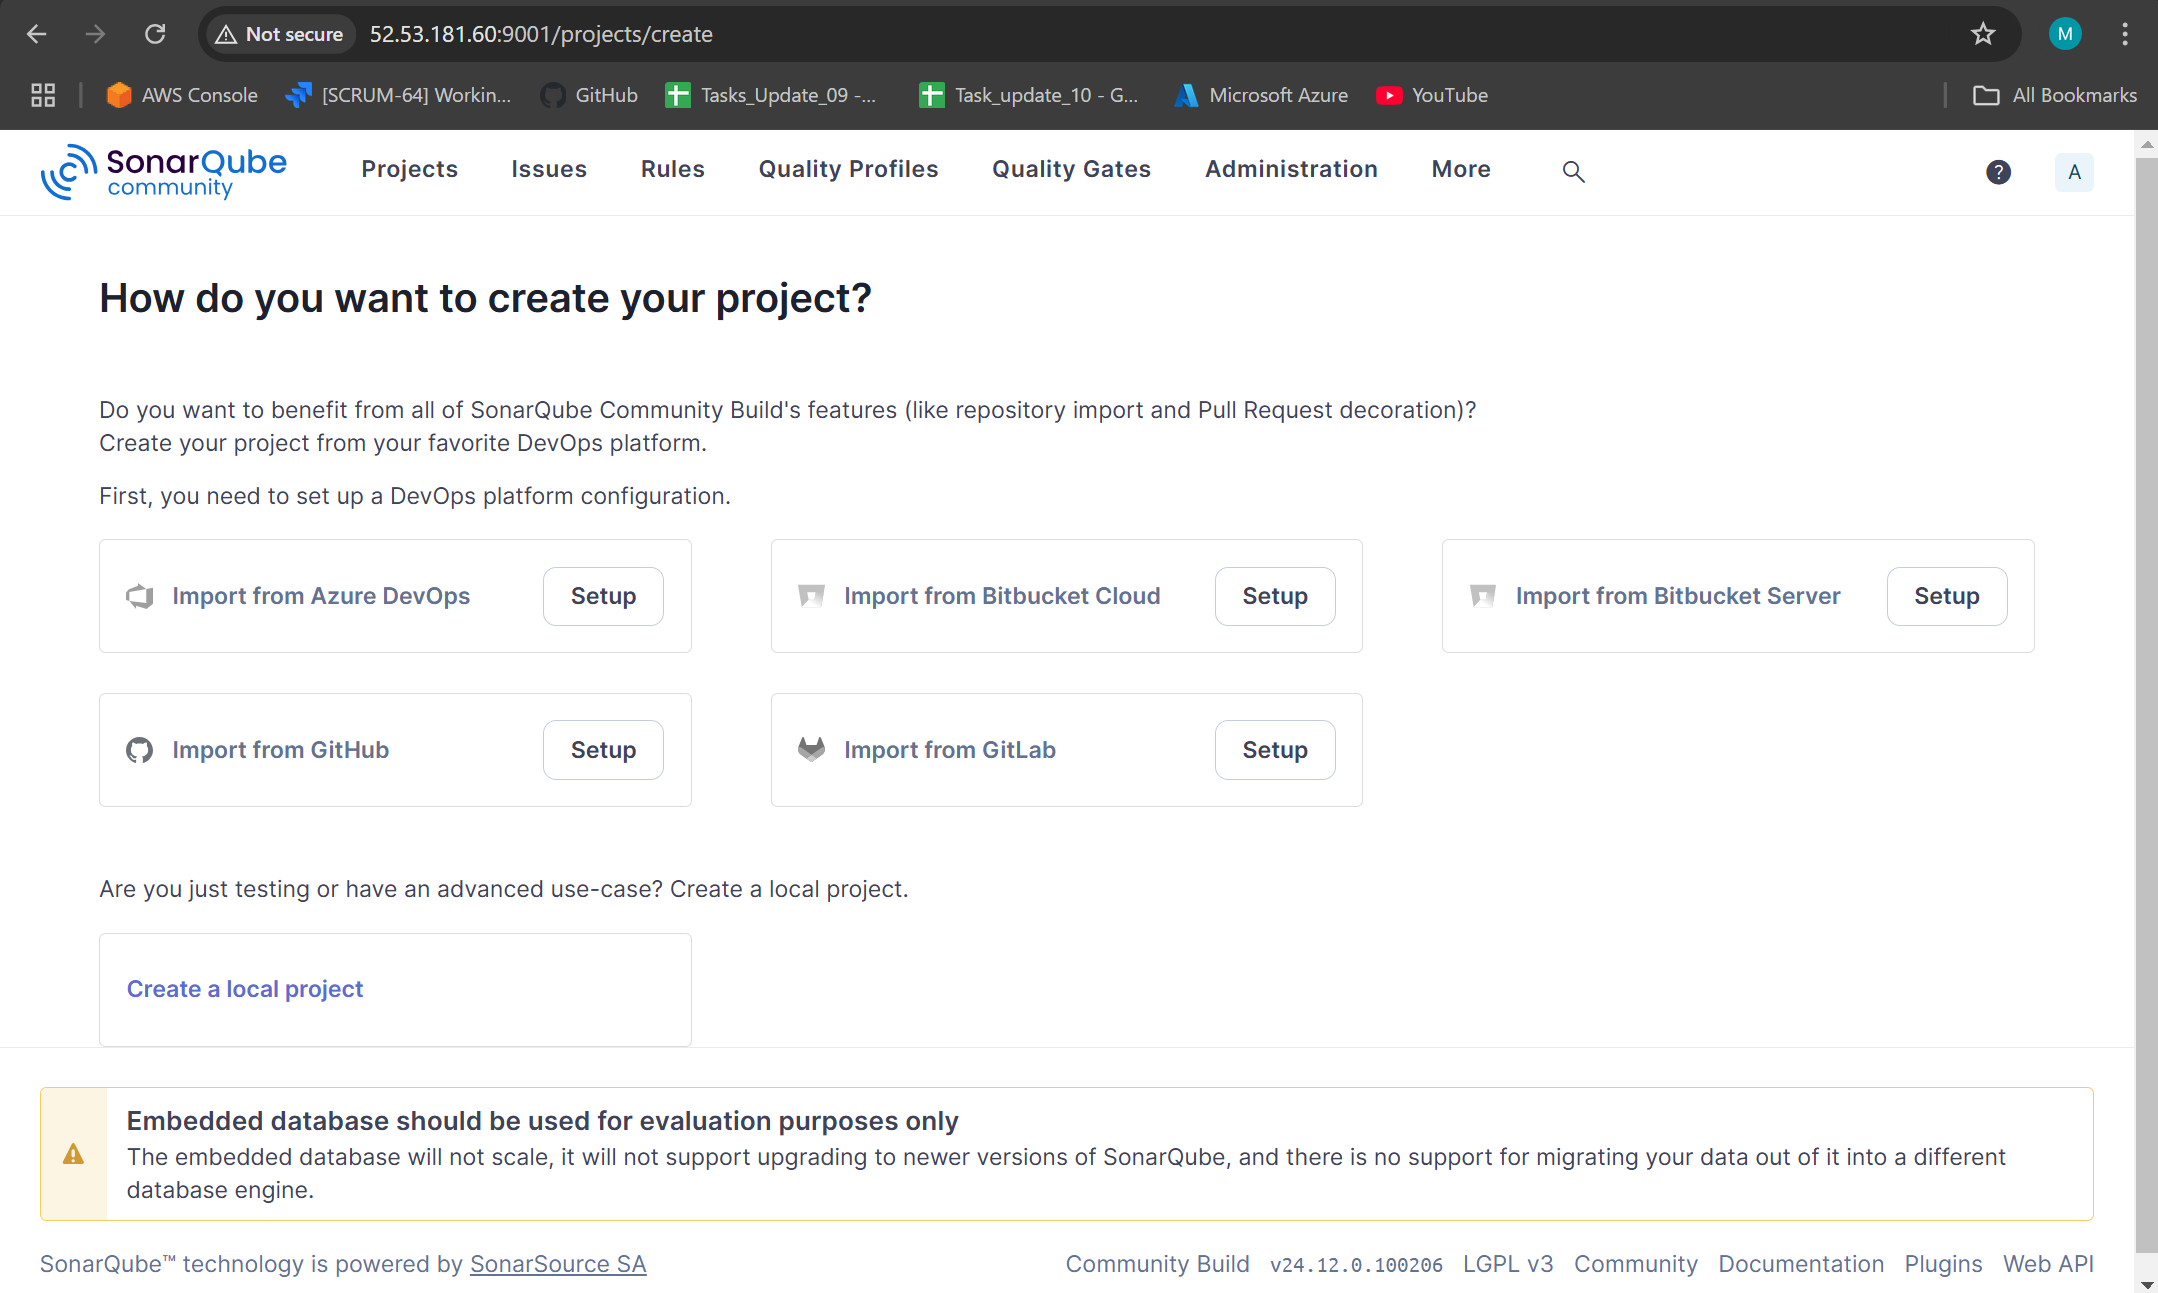 Not secure
52.53.181.60:9001/projects/create
M
AWS Console
[SCRUM-64] Workin...
GitHub
Tasks_Update_09 -...
Task_update_10 - G...
Microsoft Azure
YouTube
All Bookmarks
SonarQube
community
Projects
Issues
Rules
Quality Profiles
Quality Gates
Administration
More
?
A
How do you want to create your project?
Do you want to benefit from all of SonarQube Community Build's features (like repository import and Pull Request decoration)?
Create your project from your favorite DevOps platform.
First, you need to set up a DevOps platform configuration.
Import from Azure DevOps
Setup
Import from Bitbucket Cloud
Setup
Import from Bitbucket Server
Setup
Import from GitHub
Setup
Import from GitLab
Setup
Are you just testing or have an advanced use-case? Create a local project.
Create a local project
Embedded database should be used for evaluation purposes only
The embedded database will not scale, it will not support upgrading to newer versions of SonarQube, and there is no support for migrating your data out of it into a different
database engine.
SonarQube™ technology is powered by SonarSource SA
Community Build
v24.12.0.100206
LGPL v3
Community
Documentation
Plugins
Web API